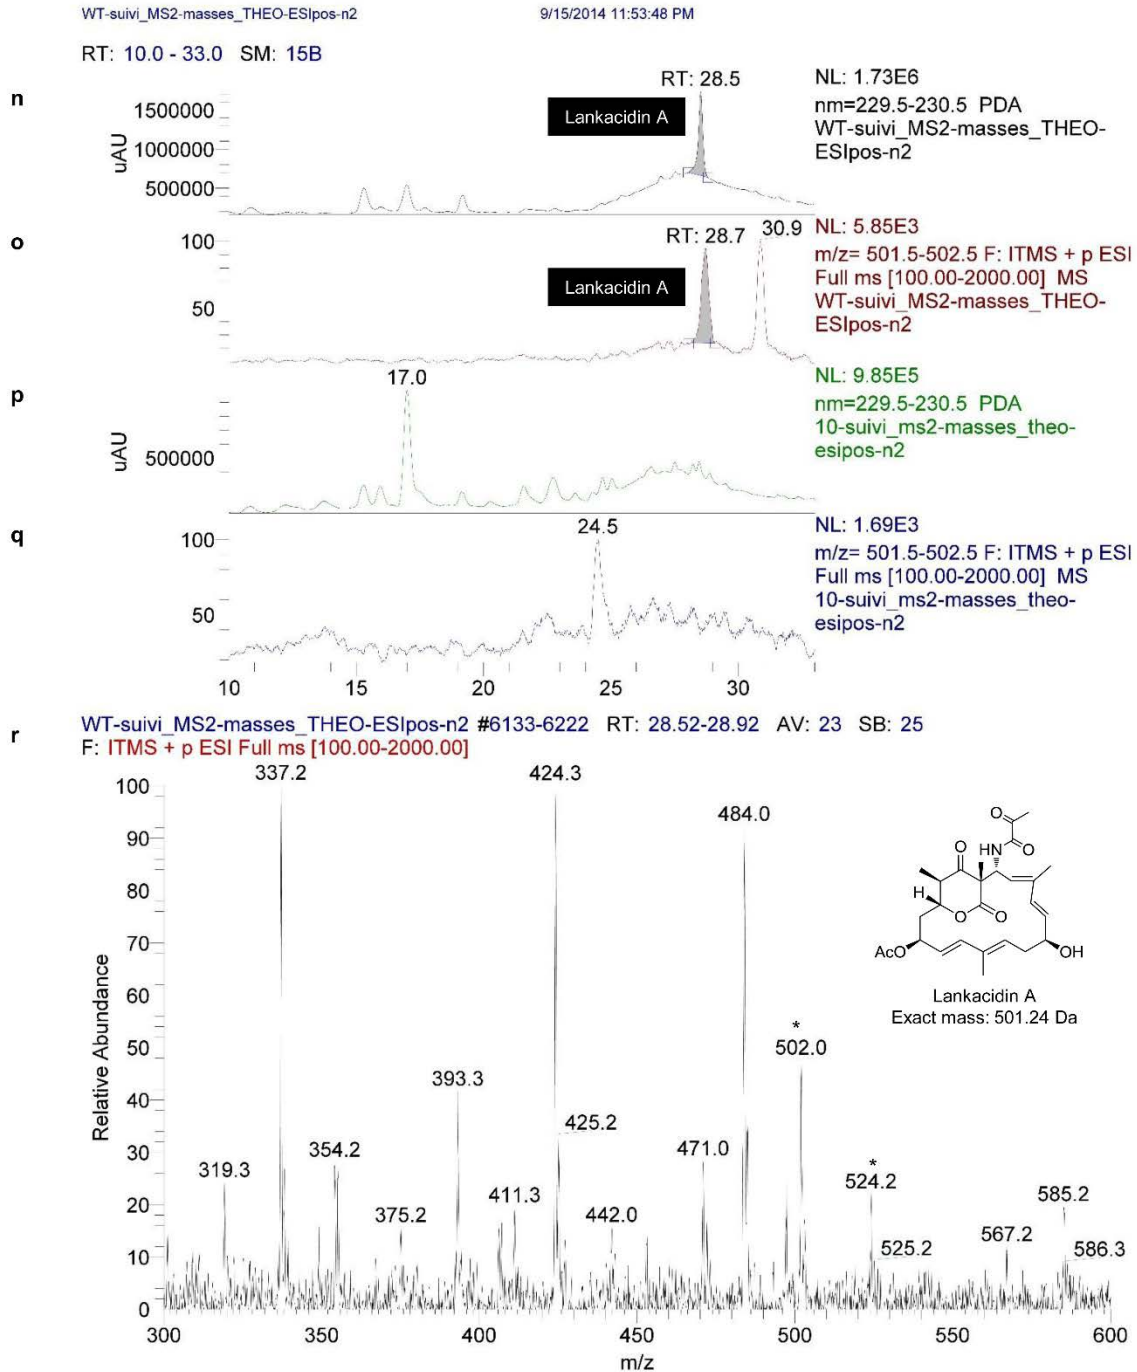 WT-suivi_MS2-masses_THEO-ESIpos-n2 9/15/2014 11:53:48 PM
RT: 10.0 - 33.0 SM: 15B
n
RT: 28.5
Lankacidin A
1500000
1000000
500000
uAU
NL: 1.73E6
nm=229.5-230.5 PDA
WT-suivi_MS2-masses_THEO-
ESIpos-n2
o
RT: 28.7
30.9
Lankacidin A
100
50
NL: 5.85E3
m/z= 501.5-502.5 F: ITMS + p ESI
Full ms [100.00-2000.00] MS
WT-suivi_MS2-masses_THEO-
ESIpos-n2
p
17.0
500000
uAU
NL: 9.85E5
nm=229.5-230.5 PDA
10-suivi_ms2-masses_theo-
esipos-n2
q
24.5
100
50
NL: 1.69E3
m/z= 501.5-502.5 F: ITMS + p ESI
Full ms [100.00-2000.00] MS
10-suivi_ms2-masses_theo-
esipos-n2
10 15 20 25 30
r
WT-suivi_MS2-masses_THEO-ESIpos-n2 #6133-6222 RT: 28.52-28.92 AV: 23 SB: 25
F: ITMS + p ESI Full ms [100.00-2000.00]
100
90
80
70
60
50
40
30
20
10
0
Relative Abundance
337.2
424.3
484.0
*
502.0
393.3
425.2
319.3
354.2
471.0
*
524.2
375.2
411.3
442.0
525.2
567.2
585.2
586.3
O
O
HN
O
H
O
O
AcO
OH
Lankacidin A
Exact mass: 501.24 Da
300 350 400 450 500 550 600
m/z